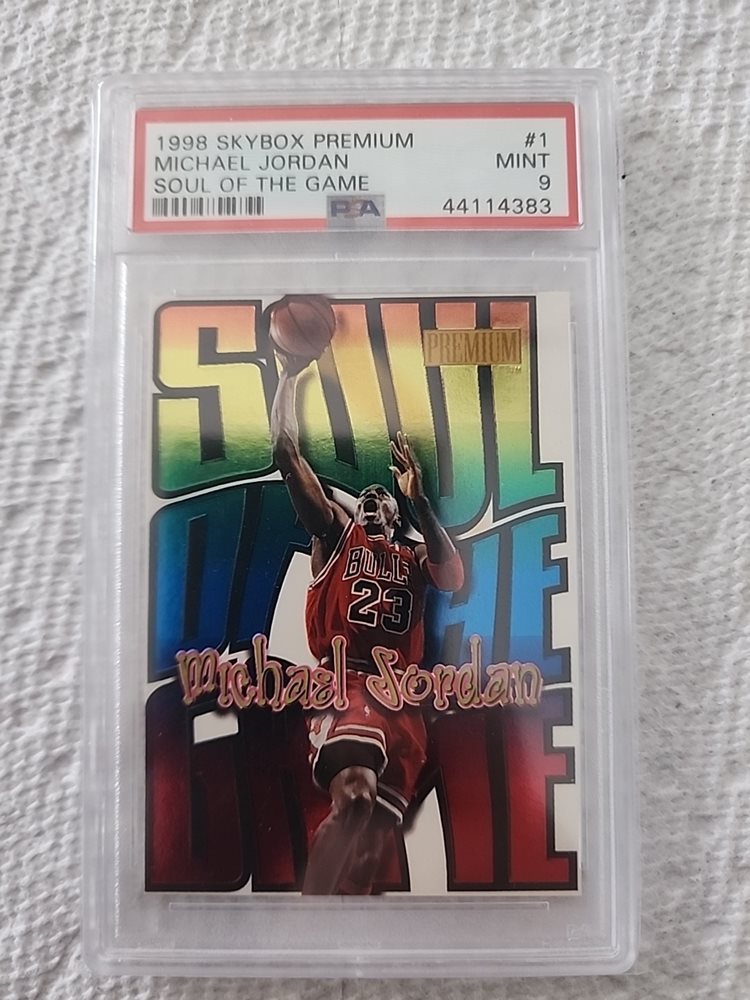 1998 SKYBOX PREMIUM #1
MICHAEL JORDAN MINT
SOUL OF THE GAME 9
PSA 44114383
SOUL
PREMIUM
OF THE
BULLS
23
Michael Jordan
GAME